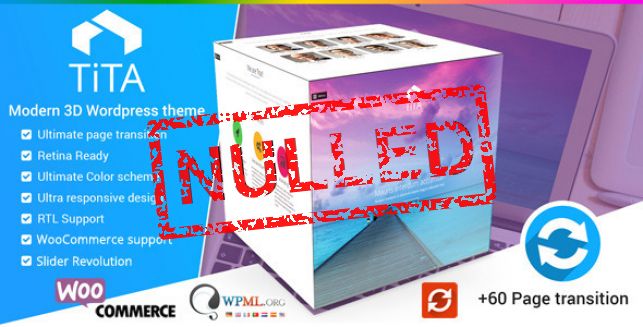 TiTA
Modern 3D Wordpress theme
Ultimate page transition
Retina Ready
Ultimate Color scheme
Ultra responsive design
RTL Support
WooCommerce support
Slider Revolution
NULLED
TiTA
WOO
COMMERCE
WPML.ORG
+60 Page transition